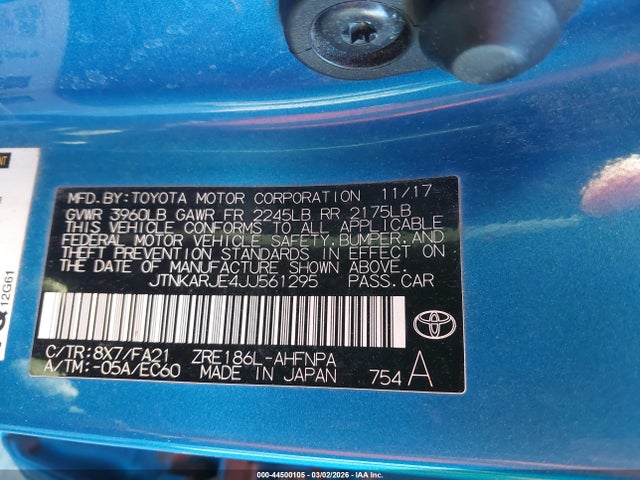 MFD.BY:TOYOTA MOTOR CORPORATION 11/17
GVWR 3960LB GAWR FR 2245LB RR 2175LB
THIS VEHICLE CONFORMS TO ALL APPLICABLE
FEDERAL MOTOR VEHICLE SAFETY, BUMPER, AND
THEFT PREVENTION STANDARDS IN EFFECT ON
THE DATE OF MANUFACTURE SHOWN ABOVE.
JTNKARJE4JJ561295 PASS.CAR
C/TR:8X7/FA21 ZRE186L-AHFNPA
A/TM:-05A/EC60 MADE IN JAPAN 754 A
12G61
000-44500105 | 03/02/2026 - IAA, Inc.